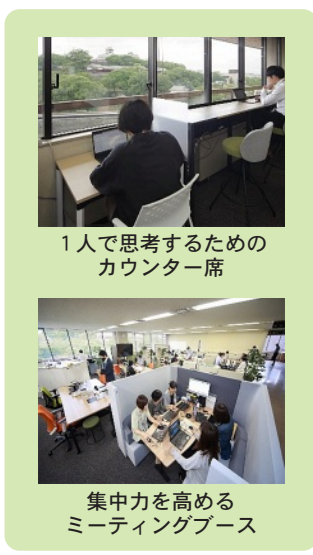 １人で思考するための
カウンター席
集中力を高める
ミーティングブース